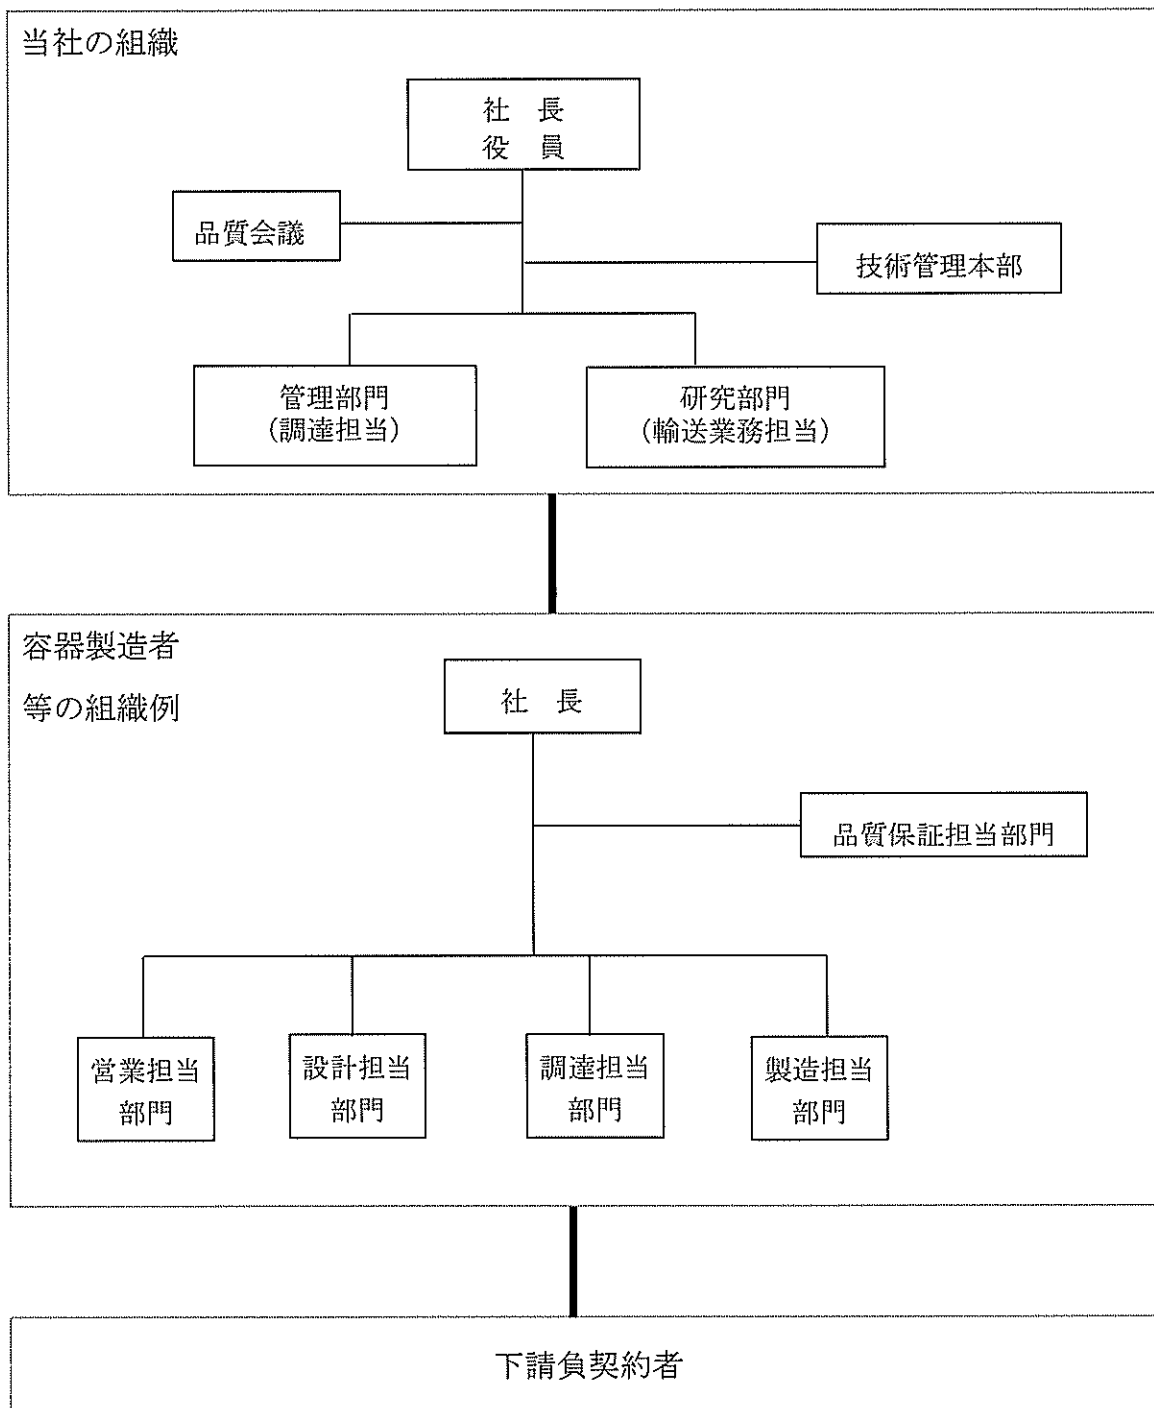 当社の組織
社 長
役 員
品質会議
技術管理本部
管理部門
(調達担当)
研究部門
(輸送業務担当)
容器製造者
等の組織例
社 長
品質保証担当部門
営業担当
部門
設計担当
部門
調達担当
部門
製造担当
部門
下請負契約者